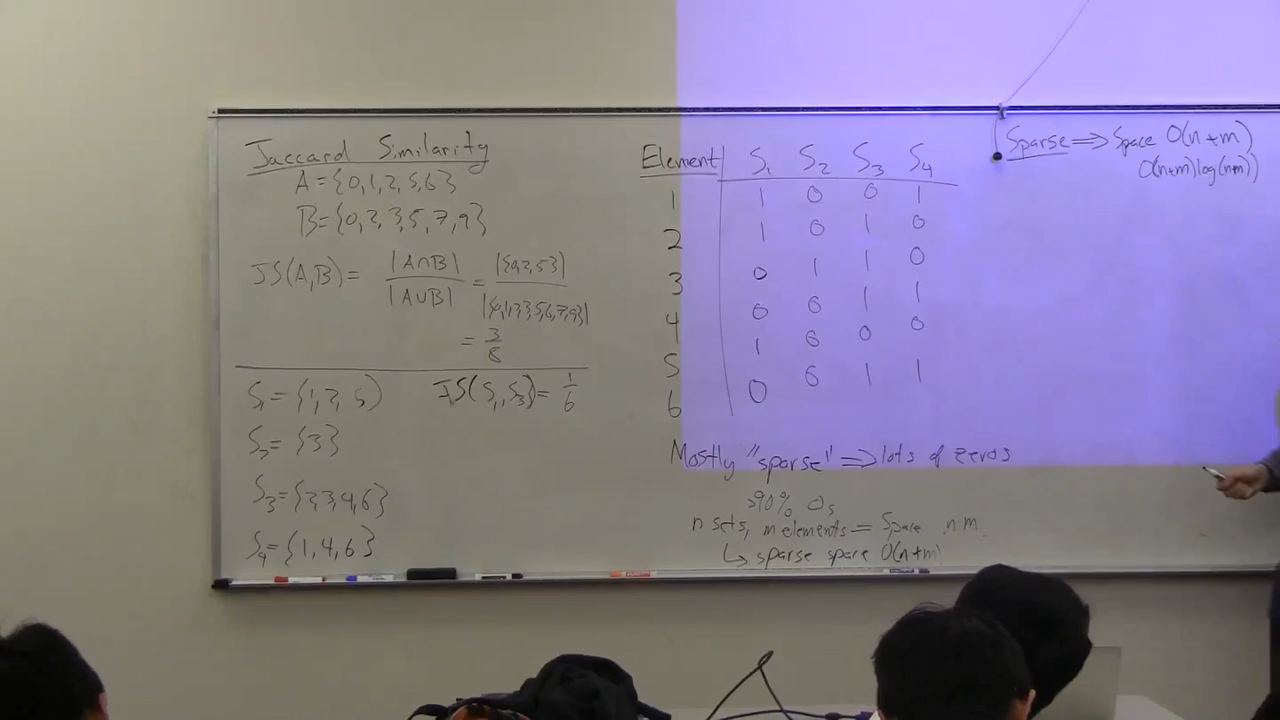 Jaccard Similarity
A={0,1,2,5,6}
B={0,2,3,5,7,9}
JS(A,B)= |A∩B| / |A∪B| = |{0,2,5}| / |{0,1,2,3,5,6,7,9}|
= 3/8
S1={1,2,5}
JS(S1,S3)= 1/6
S2={3}
S3={2,3,4,6}
S4={1,4,6}
Element S1 S2 S3 S4
1 1 0 0 1
2 1 0 1 0
3 0 1 1 0
4 0 0 1 1
5 1 0 0 0
6 0 0 1 1
Mostly "sparse" => lots of zeros
>90% 0s
n sets, m elements = Space n m
↳ sparse space O(n+m)
Sparse => Space O(n+m)
O(n+m)log(n+m))